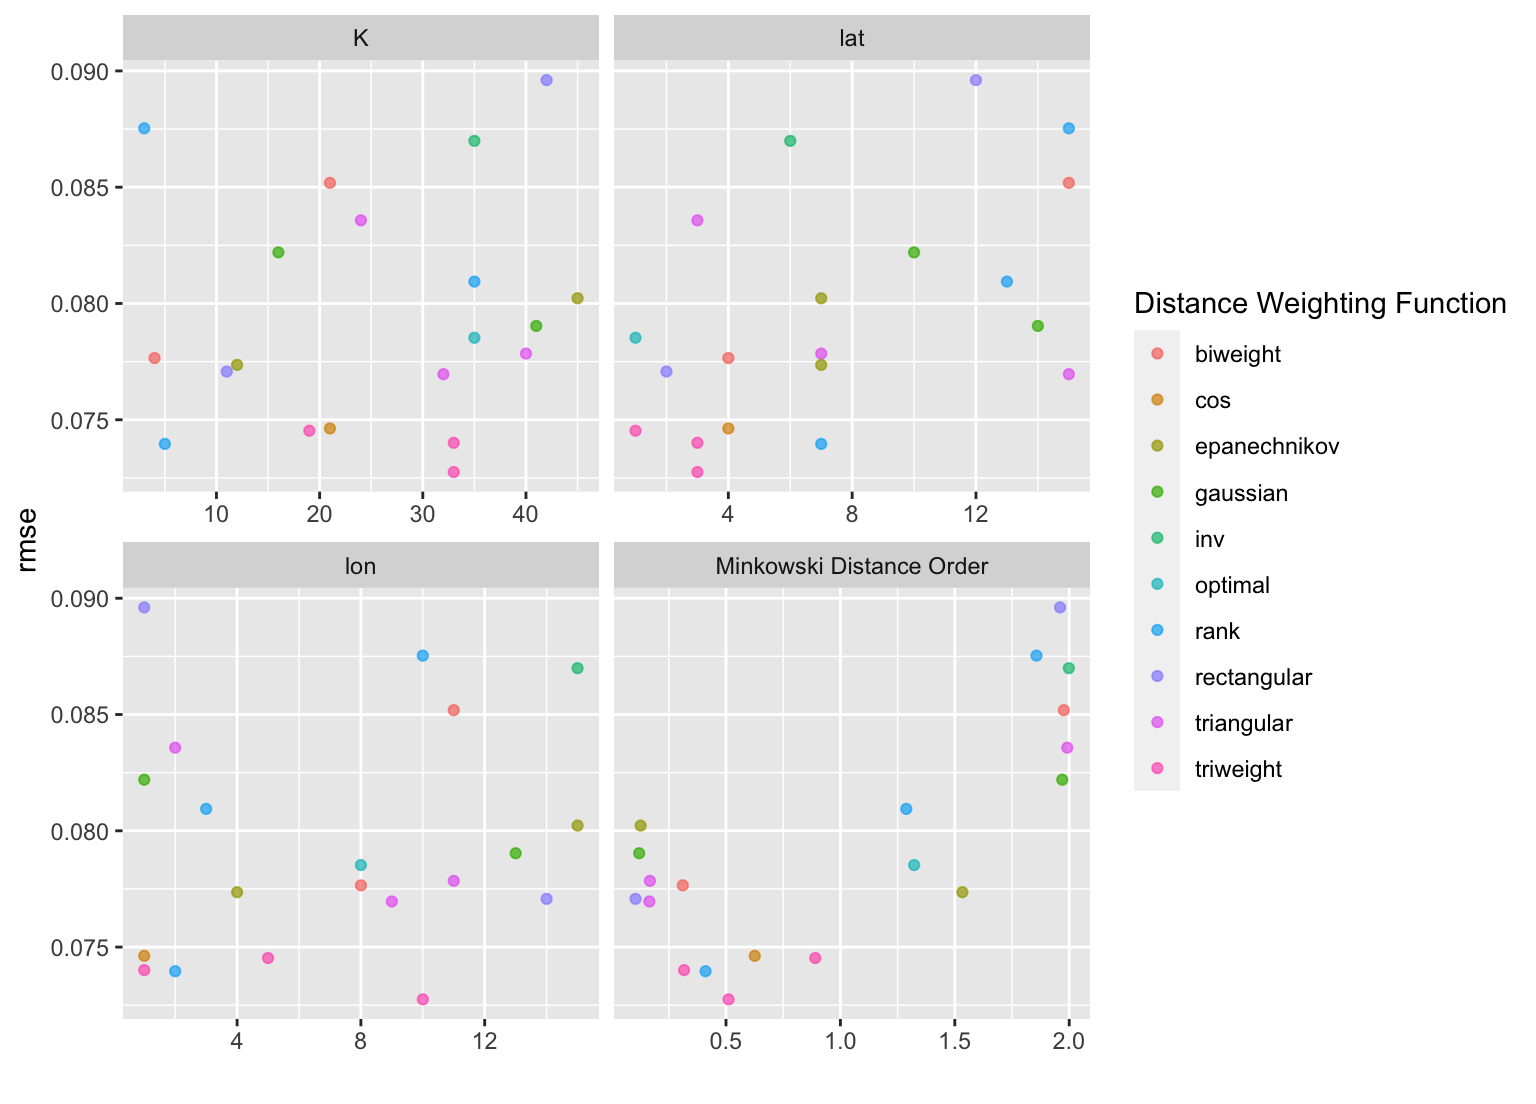 K
lat
0.090
0.085
0.080
0.075
10 20 30 40
4 8 12
rmse
lon
Minkowski Distance Order
0.090
0.085
0.080
0.075
4 8 12
0.5 1.0 1.5 2.0
Distance Weighting Function
biweight
cos
epanechnikov
gaussian
inv
optimal
rank
rectangular
triangular
triweight